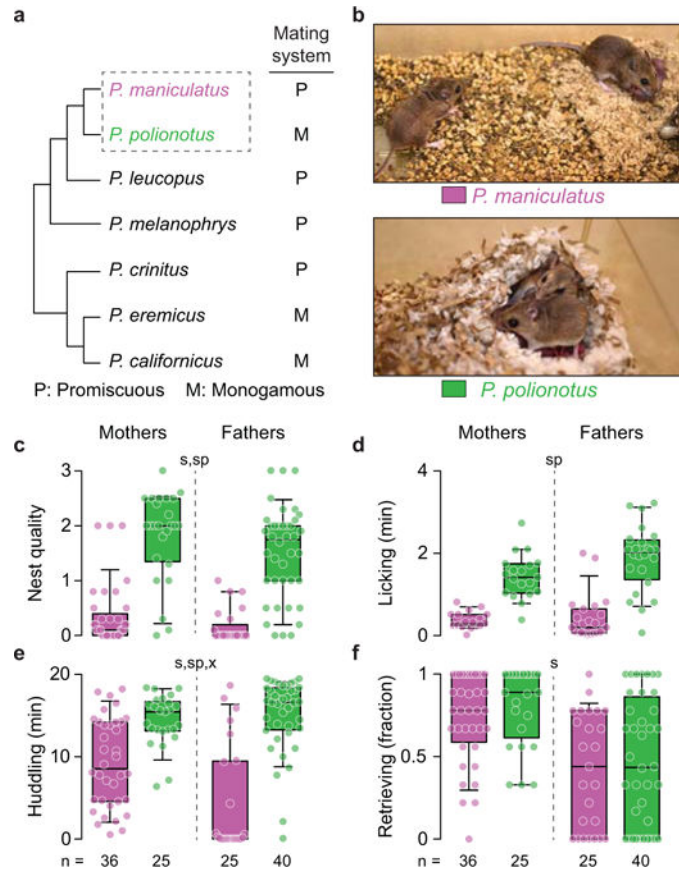 a
Mating
system
P. maniculatus P
P. polionotus M
P. leucopus P
P. melanophrys P
P. crinitus P
P. eremicus M
P. californicus M
P: Promiscuous M: Monogamous
b
P. maniculatus
P. polionotus
Mothers Fathers
c
s,sp
Nest quality
3
2
1
0
Mothers Fathers
d
sp
Licking (min)
4
2
0
e
s,sp,x
Huddling (min)
20
10
0
n = 36 25 25 40
f
s
Retrieving (fraction)
1
0.5
0
n = 36 25 25 40